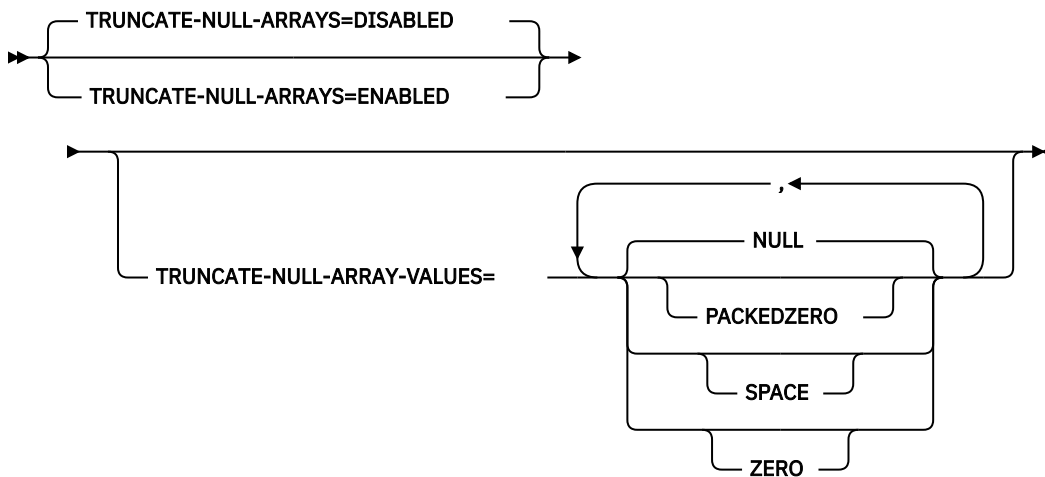 TRUNCATE-NULL-ARRAYS=DISABLED
TRUNCATE-NULL-ARRAYS=ENABLED
,
NULL
TRUNCATE-NULL-ARRAY-VALUES=
PACKEDZERO
SPACE
ZERO